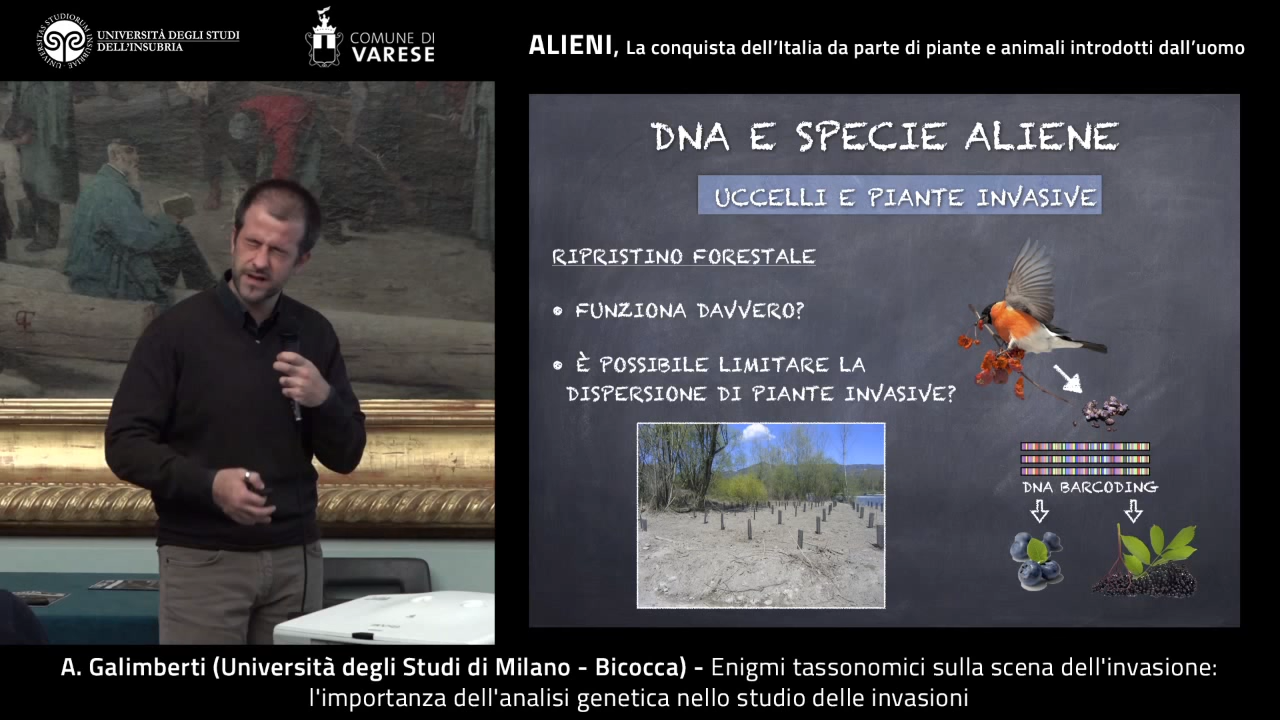 UNIVERSITÀ DEGLI STUDI
DELL'INSUBRIA
COMUNE DI
VARESE
ALIENI, La conquista dell'Italia da parte di piante e animali introdotti dall'uomo
DNA E SPECIE ALIENE
UCCELLI E PIANTE INVASIVE
RIPRISTINO FORESTALE
• FUNZIONA DAVVERO?
• È POSSIBILE LIMITARE LA
DISPERSIONE DI PIANTE INVASIVE?
DNA BARCODING
A. Galimberti (Università degli Studi di Milano - Bicocca) - Enigmi tassonomici sulla scena dell'invasione:
l'importanza dell'analisi genetica nello studio delle invasioni